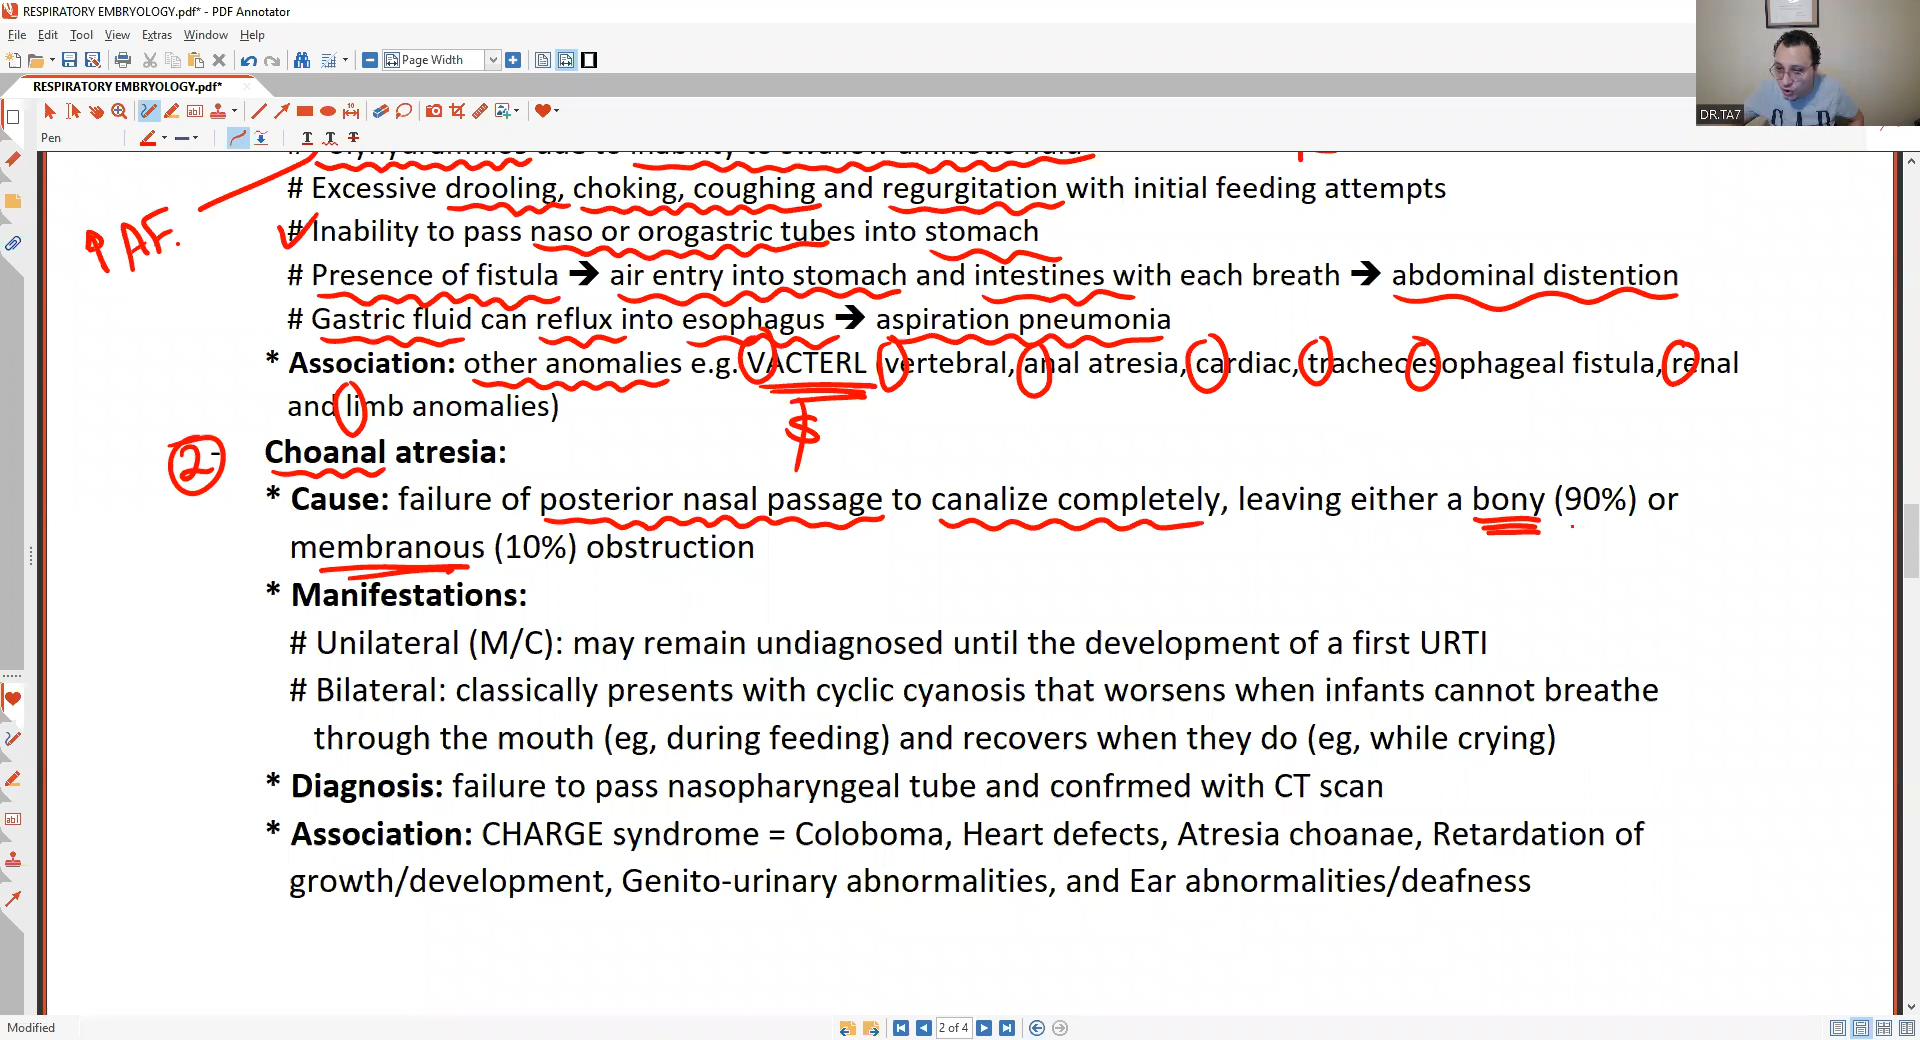 RESPIRATORY EMBRYOLOGY.pdf* - PDF Annotator
File Edit Tool View Extras Window Help
Page Width
RESPIRATORY EMBRYOLOGY.pdf*
DR.TA7
Pen
due to inability to swallow amniotic fluid
# Excessive drooling, choking, coughing and regurgitation with initial feeding attempts
↑ AF.
# Inability to pass naso or orogastric tubes into stomach
# Presence of fistula → air entry into stomach and intestines with each breath → abdominal distention
# Gastric fluid can reflux into esophagus → aspiration pneumonia
* Association: other anomalies e.g. VACTERL (vertebral, anal atresia, cardiac, tracheoesophageal fistula, renal
and limb anomalies)
$
2- Choanal atresia:
* Cause: failure of posterior nasal passage to canalize completely, leaving either a bony (90%) or
membranous (10%) obstruction
* Manifestations:
# Unilateral (M/C): may remain undiagnosed until the development of a first URTI
# Bilateral: classically presents with cyclic cyanosis that worsens when infants cannot breathe
through the mouth (eg, during feeding) and recovers when they do (eg, while crying)
* Diagnosis: failure to pass nasopharyngeal tube and confrmed with CT scan
* Association: CHARGE syndrome = Coloboma, Heart defects, Atresia choanae, Retardation of
growth/development, Genito-urinary abnormalities, and Ear abnormalities/deafness
Modified
2 of 4